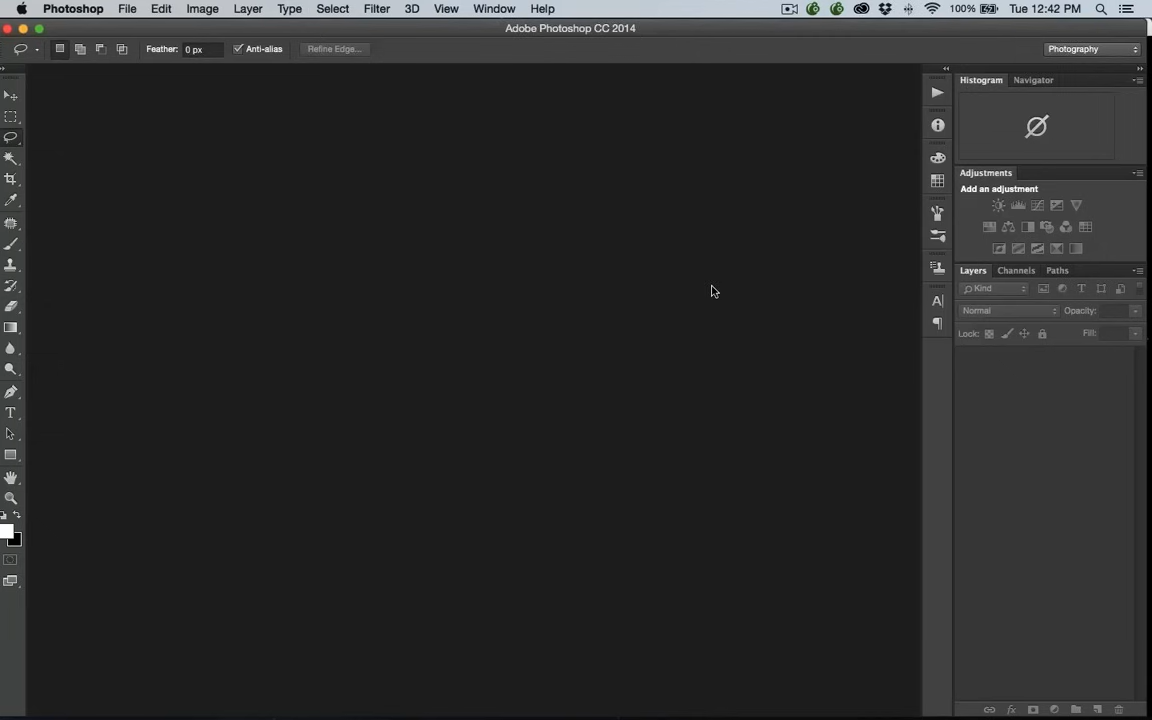 Photoshop File Edit Image Layer Type Select Filter 3D View Window Help 100% Tue 12:42 PM
Adobe Photoshop CC 2014
Feather: 0 px Anti-alias Refine Edge... Photography
Histogram Navigator
Adjustments
Add an adjustment
Layers Channels Paths
Kind
Normal Opacity:
Lock: Fill: